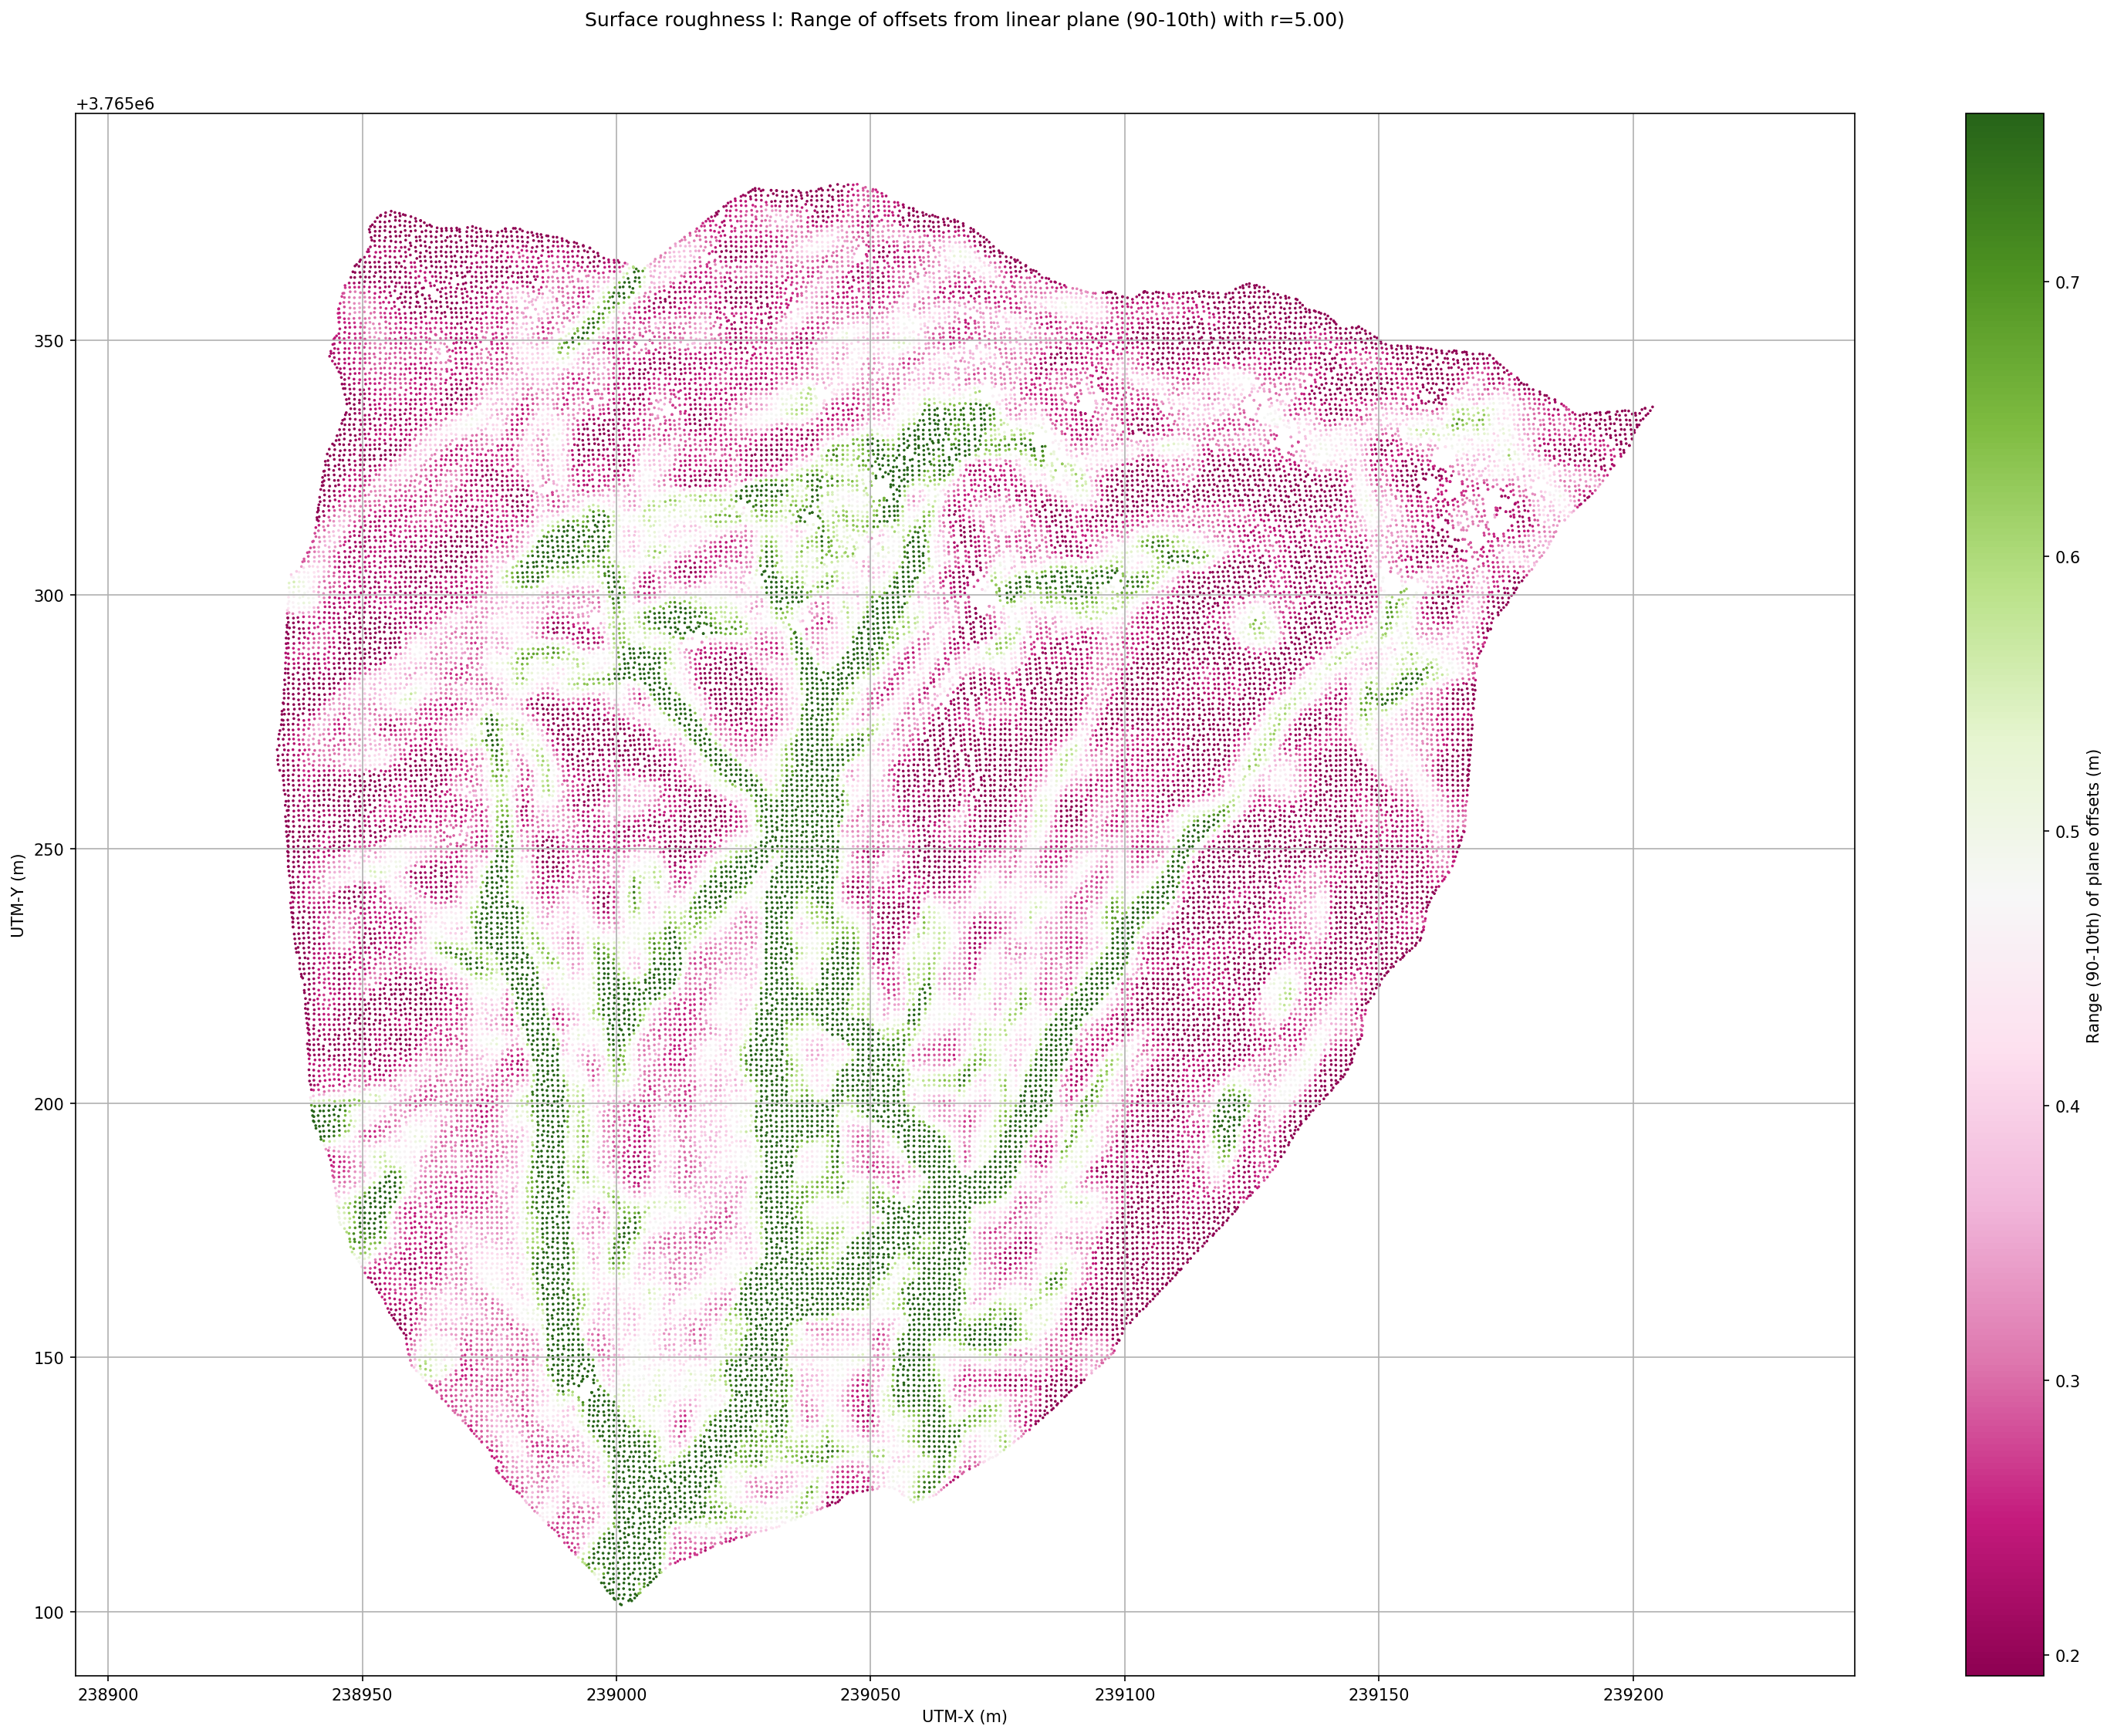 Surface roughness I: Range of offsets from linear plane (90-10th) with r=5.00)
+3.765e6
350
300
250
200
150
100
UTM-Y (m)
238900 238950 239000 239050 239100 239150 239200
UTM-X (m)
0.7
0.6
0.5
0.4
0.3
0.2
Range (90-10th) of plane offsets (m)